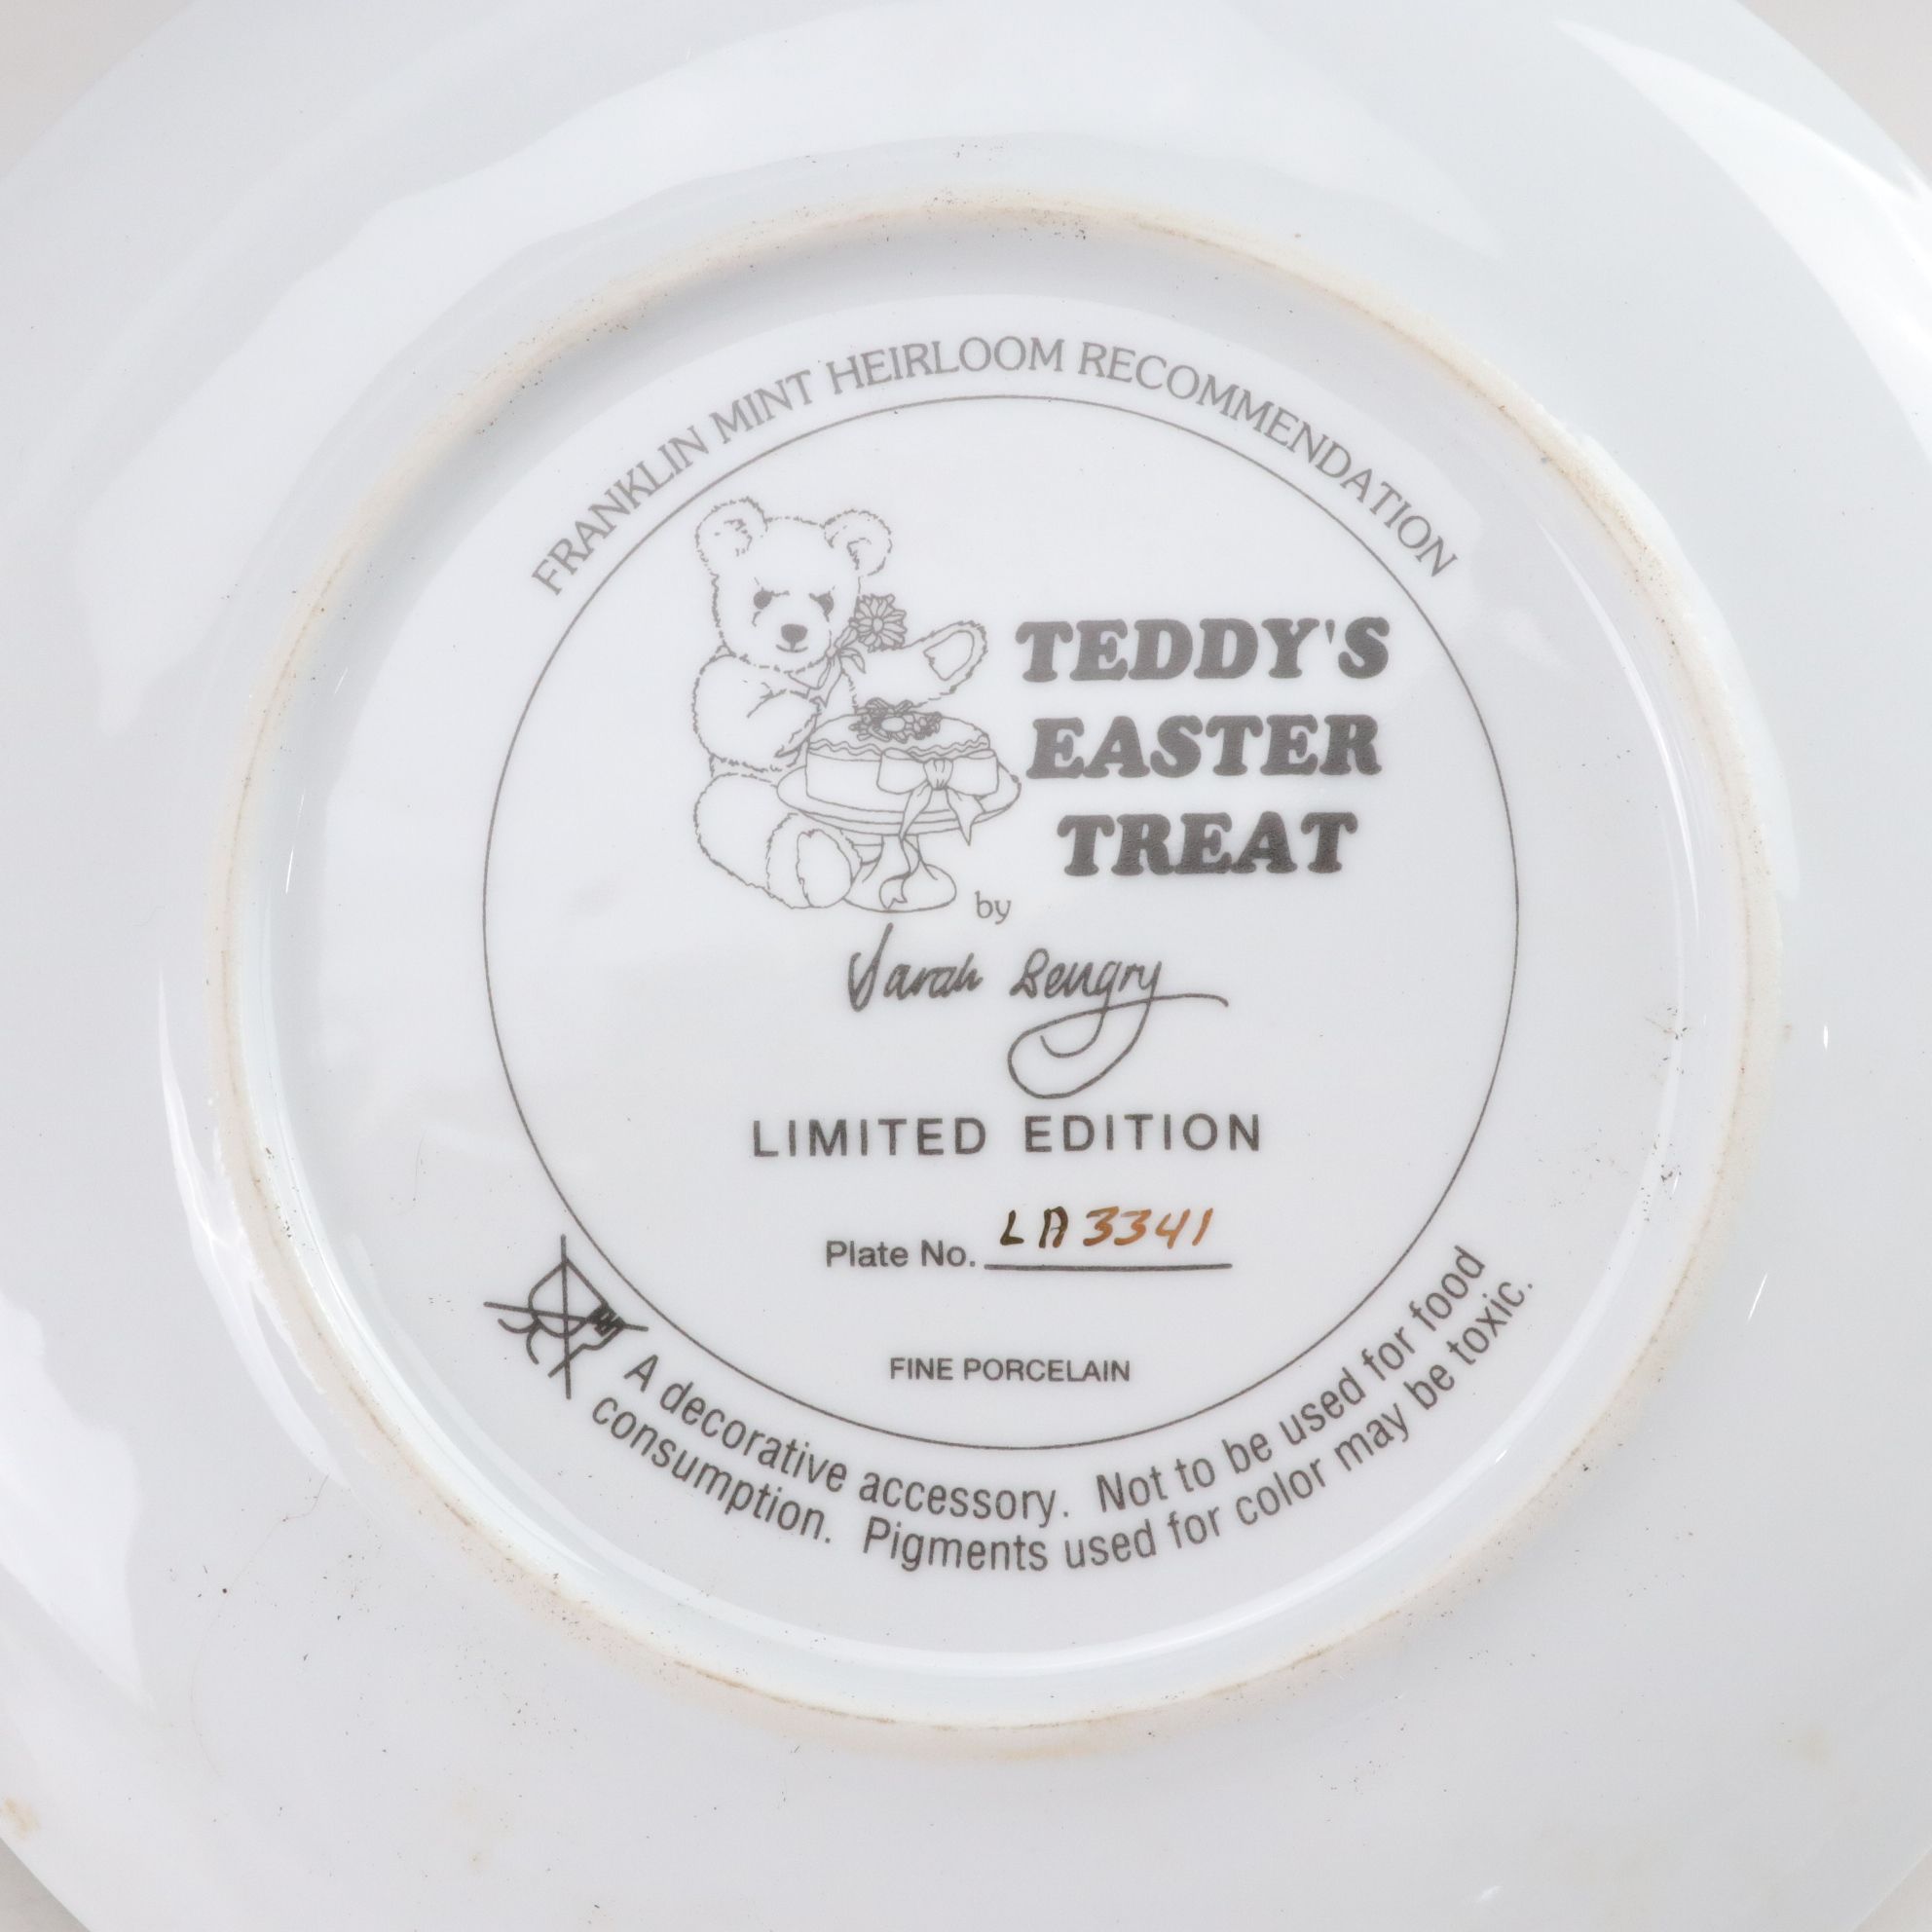 FRANKLIN MINT HEIRLOOM RECOMMENDATION
TEDDY'S
EASTER
TREAT
by
Sarah Bengry
LIMITED EDITION
Plate No. LA3341
FINE PORCELAIN
A decorative accessory. Not to be used for food
consumption. Pigments used for color may be toxic.